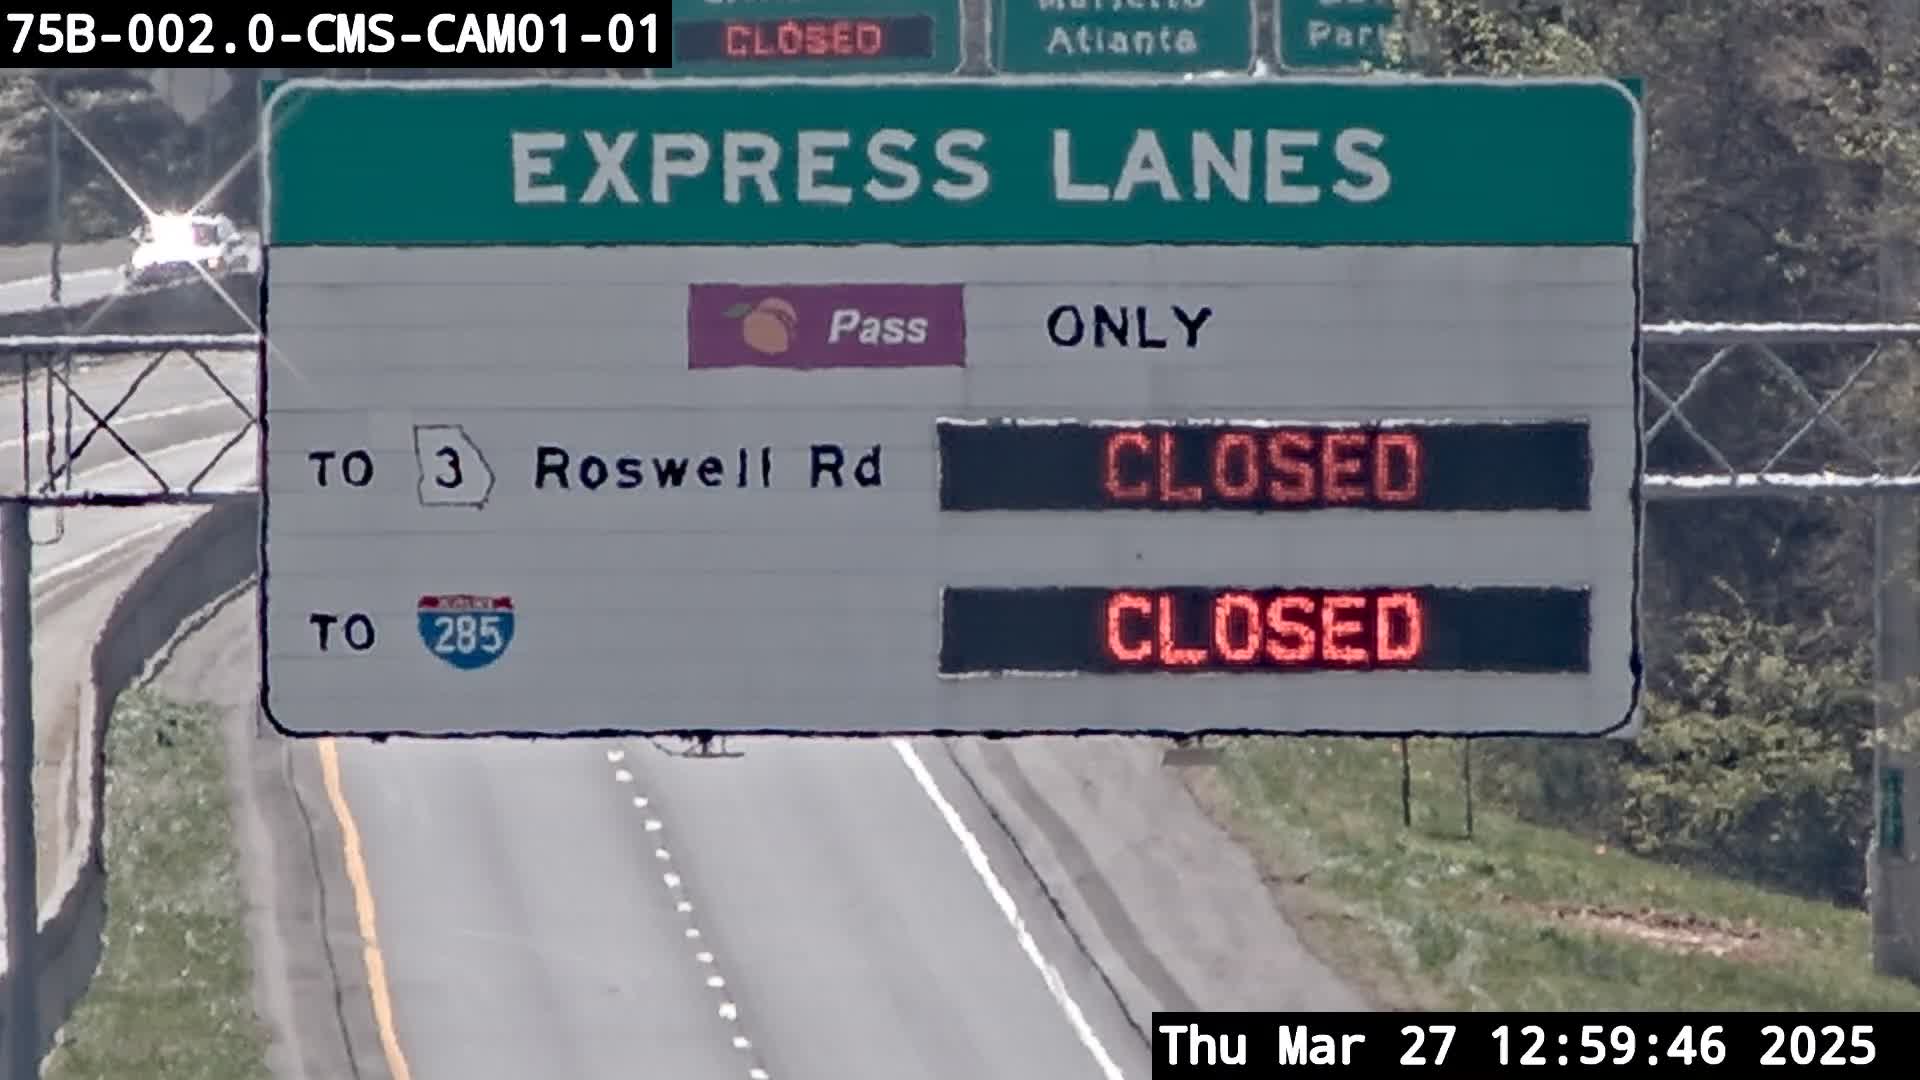 75B-002.0-CMS-CAM01-01
CLOSED
Atlanta
EXPRESS LANES
Pass ONLY
TO 3 Roswell Rd CLOSED
TO 285 CLOSED
Thu Mar 27 12:59:46 2025